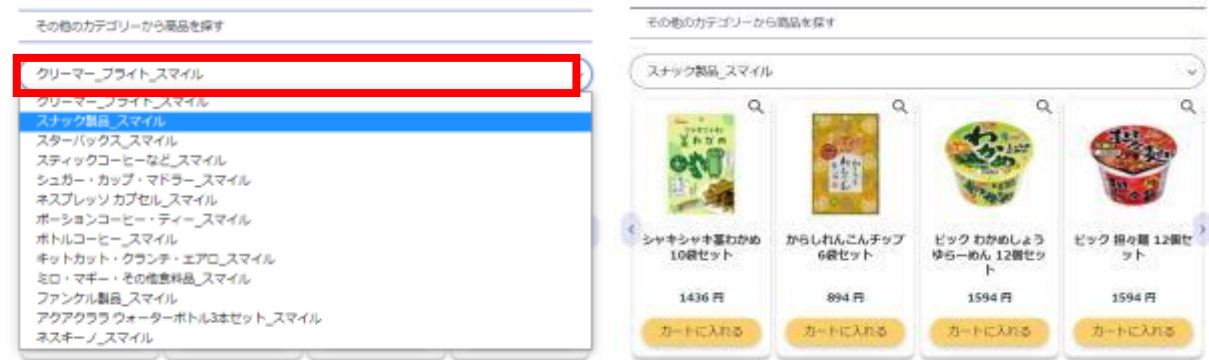 その他のカテゴリーから商品を探す
クリーマー_ブライト_スマイル
クリーマー_ブライト_スマイル
スナック製品_スマイル
スターバックス_スマイル
スティックコーヒーなど_スマイル
シュガー・カップ・マドラー_スマイル
ネスプレッソ カプセル_スマイル
ポーションコーヒー・ティー_スマイル
ボトルコーヒー_スマイル
キットカット・クランチ・エアロ_スマイル
ミロ・マギー・その他食料品_スマイル
ファンケル製品_スマイル
アクアクララ ウォーターボトル3本セット_スマイル
ネスキーノ_スマイル
その他のカテゴリーから商品を探す
スナック製品_スマイル
シャキシャキ茎わかめ
10袋セット
1436 円
カートに入れる
からしれんこんチップ
6袋セット
894 円
カートに入れる
ビック わかめしょう
ゆらーめん 12個セッ
ト
1594 円
カートに入れる
ビック 担々麺 12個セ
ット
1594 円
カートに入れる